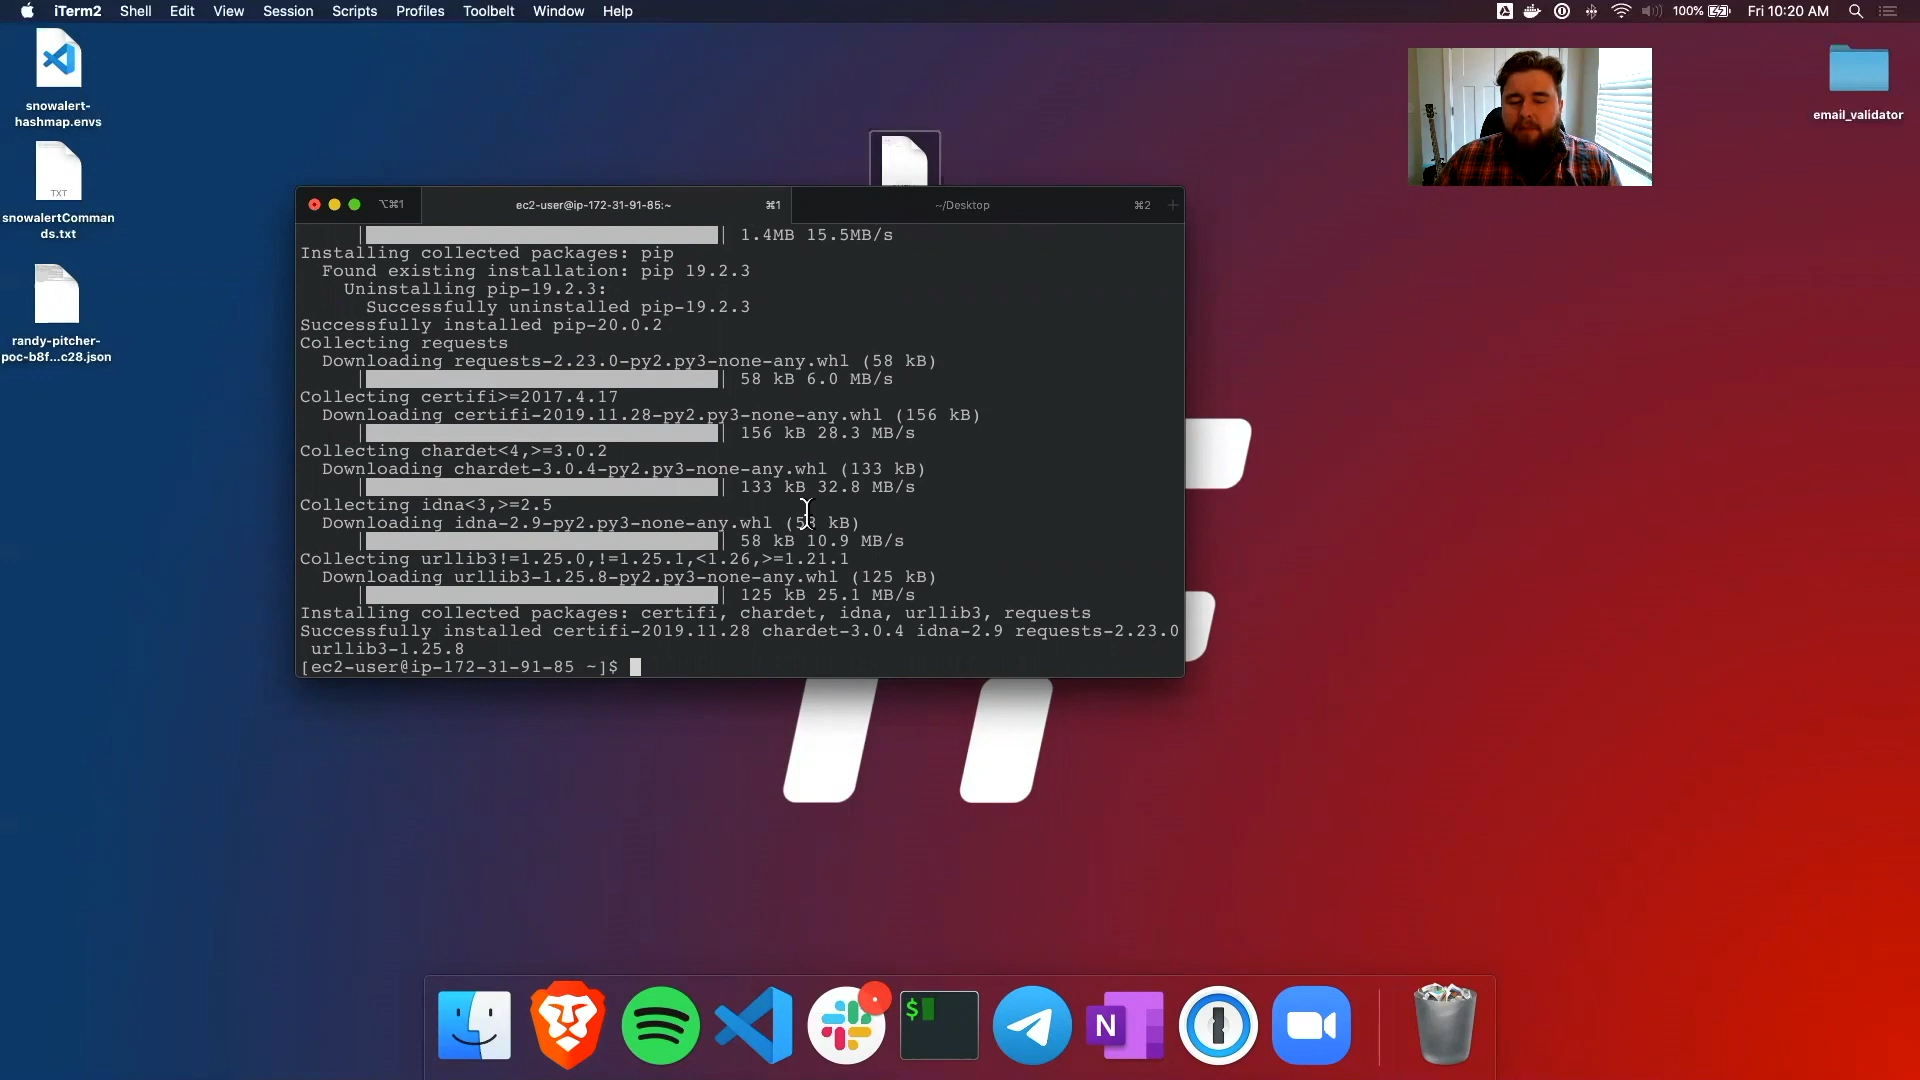 iTerm2 Shell Edit View Session Scripts Profiles Toolbelt Window Help
100% Fri 10:20 AM
snowalert-
hashmap.envs
TXT
snowalertComman
ds.txt
randy-pitcher-
poc-b8f...c28.json
email_validator
⌥⌘1 ec2-user@ip-172-31-91-85:~ ⌘1 ~/Desktop ⌘2 +
| 1.4MB 15.5MB/s
Installing collected packages: pip
Found existing installation: pip 19.2.3
Uninstalling pip-19.2.3:
Successfully uninstalled pip-19.2.3
Successfully installed pip-20.0.2
Collecting requests
Downloading requests-2.23.0-py2.py3-none-any.whl (58 kB)
| | 58 kB 6.0 MB/s
Collecting certifi>=2017.4.17
Downloading certifi-2019.11.28-py2.py3-none-any.whl (156 kB)
| | 156 kB 28.3 MB/s
Collecting chardet<4,>=3.0.2
Downloading chardet-3.0.4-py2.py3-none-any.whl (133 kB)
| | 133 kB 32.8 MB/s
Collecting idna<3,>=2.5
Downloading idna-2.9-py2.py3-none-any.whl (58 kB)
| | 58 kB 10.9 MB/s
Collecting urllib3!=1.25.0,!=1.25.1,<1.26,>=1.21.1
Downloading urllib3-1.25.8-py2.py3-none-any.whl (125 kB)
| | 125 kB 25.1 MB/s
Installing collected packages: certifi, chardet, idna, urllib3, requests
Successfully installed certifi-2019.11.28 chardet-3.0.4 idna-2.9 requests-2.23.0
urllib3-1.25.8
[ec2-user@ip-172-31-91-85 ~]$
$
N